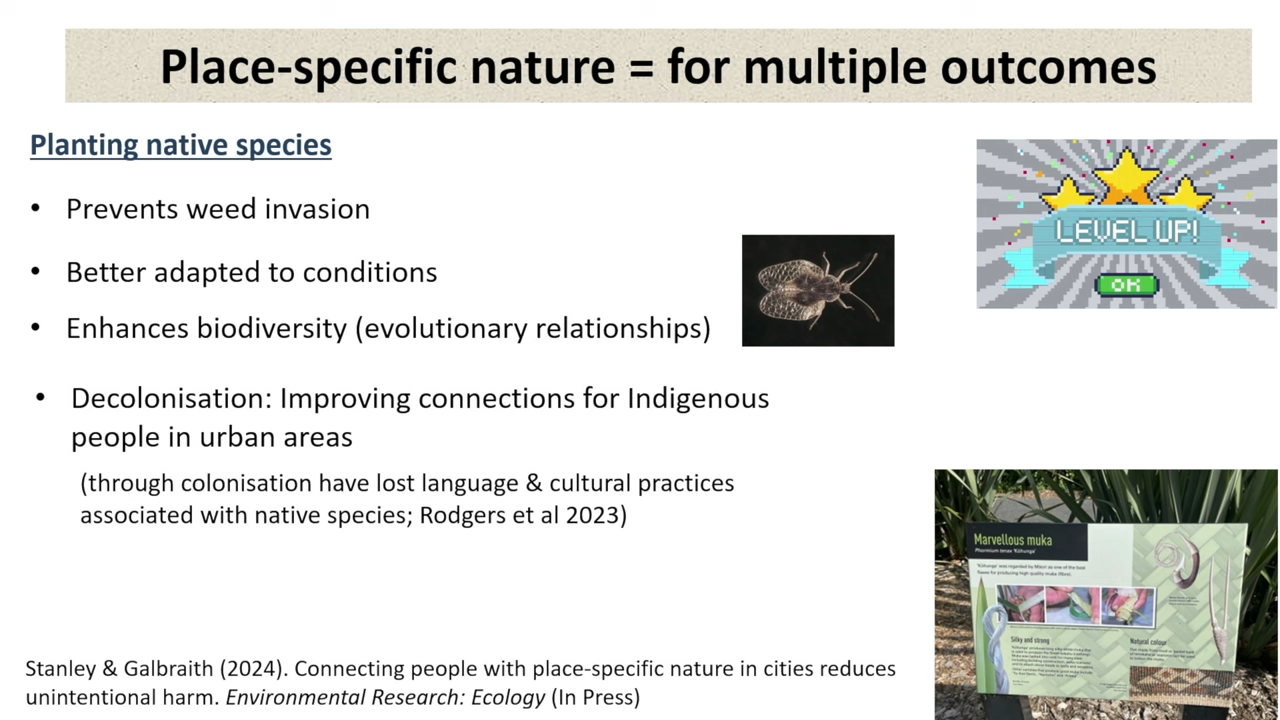 Place-specific nature = for multiple outcomes
Planting native species
• Prevents weed invasion
• Better adapted to conditions
• Enhances biodiversity (evolutionary relationships)
• Decolonisation: Improving connections for Indigenous
people in urban areas
(through colonisation have lost language & cultural practices
associated with native species; Rodgers et al 2023)
LEVEL UP!
OK
Marvellous muka
Silky and strong
Natural colour
Stanley & Galbraith (2024). Connecting people with place-specific nature in cities reduces
unintentional harm. Environmental Research: Ecology (In Press)